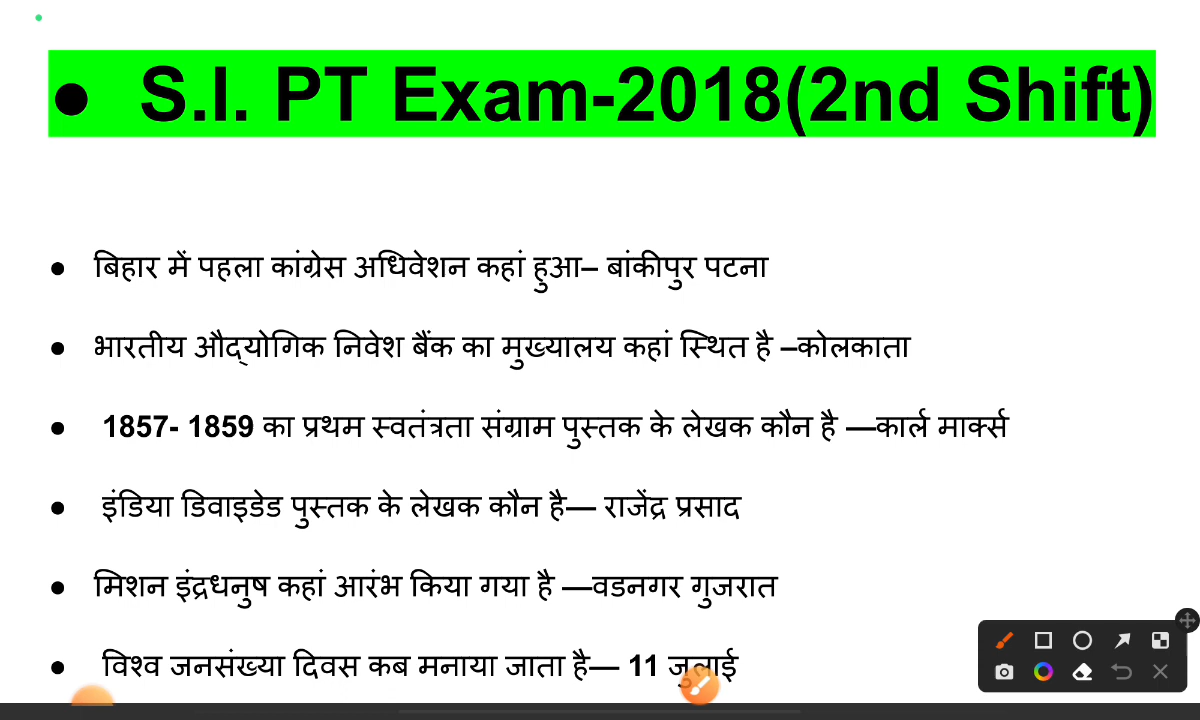 ● S.I. PT Exam-2018(2nd Shift)
● बिहार में पहला कांग्रेस अधिवेशन कहां हुआ– बांकीपुर पटना
● भारतीय औद्योगिक निवेश बैंक का मुख्यालय कहां स्थित है –कोलकाता
● 1857- 1859 का प्रथम स्वतंत्रता संग्राम पुस्तक के लेखक कौन है —कार्ल मार्क्स
● इंडिया डिवाइडेड पुस्तक के लेखक कौन है— राजेंद्र प्रसाद
● मिशन इंद्रधनुष कहां आरंभ किया गया है —वडनगर गुजरात
● विश्व जनसंख्या दिवस कब मनाया जाता है— 11 जुलाई